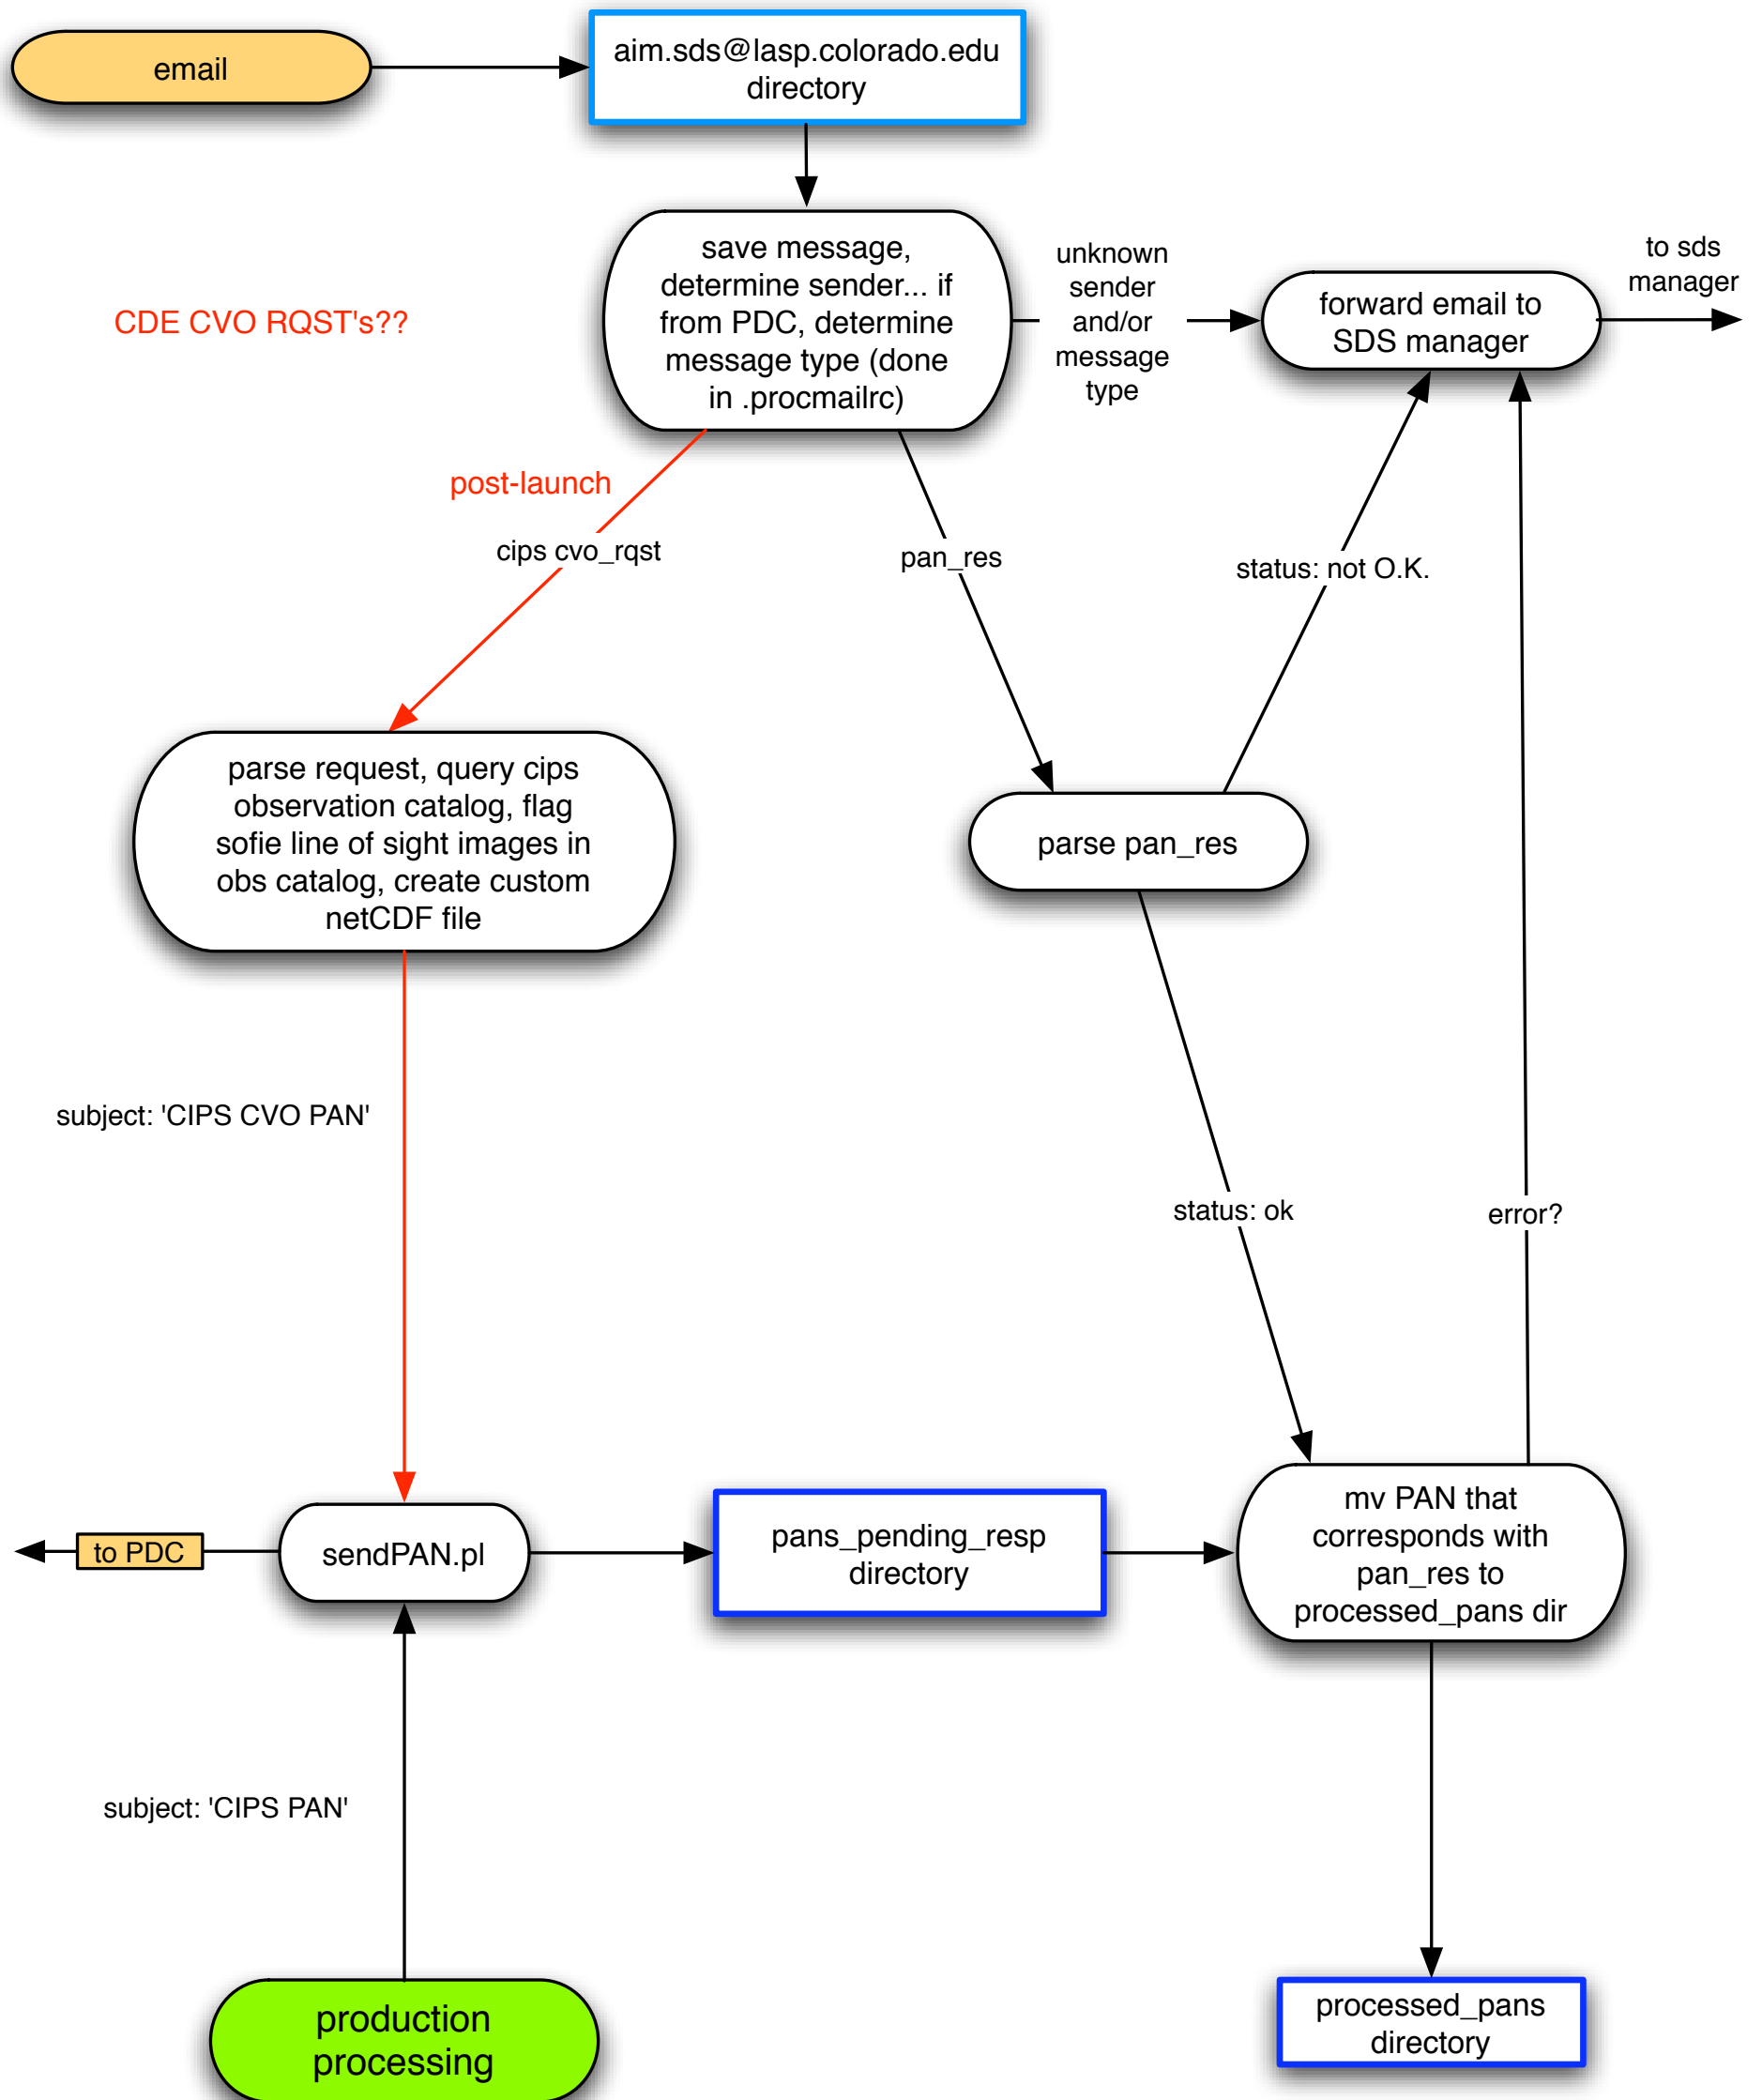 email
aim.sds@lasp.colorado.edu
directory
save message,
determine sender... if
from PDC, determine
message type (done
in .procmailrc)
unknown
sender
and/or
message
type
forward email to
SDS manager
to sds
manager
CDE CVO RQST's??
post-launch
cips cvo_rqst
pan_res
status: not O.K.
parse request, query cips
observation catalog, flag
sofie line of sight images in
obs catalog, create custom
netCDF file
parse pan_res
subject: 'CIPS CVO PAN'
status: ok
error?
to PDC
sendPAN.pl
pans_pending_resp
directory
mv PAN that
corresponds with
pan_res to
processed_pans dir
subject: 'CIPS PAN'
production
processing
processed_pans
directory